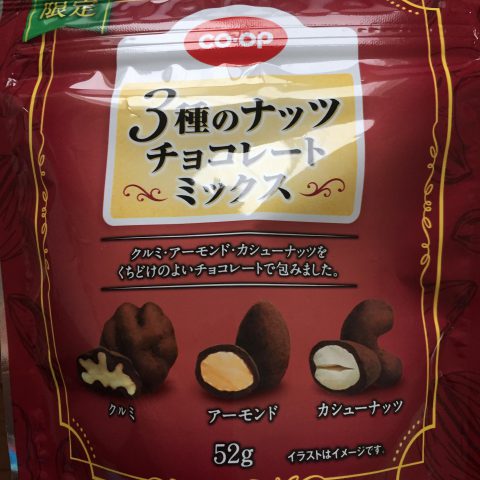 限定
CO・OP
3種のナッツ
チョコレート
ミックス
クルミ・アーモンド・カシューナッツを
くちどけのよいチョコレートで包みました。
クルミ
アーモンド
カシューナッツ
52g
イラストはイメージです。